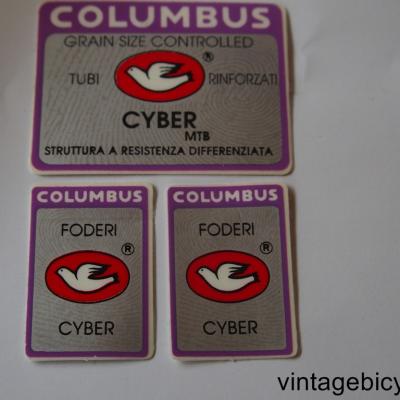 COLUMBUS
GRAIN SIZE CONTROLLED
®
TUBI RINFORZATI
CYBER
MTB
STRUTTURA A RESISTENZA DIFFERENZIATA
COLUMBUS
FODERI
®
CYBER
COLUMBUS
FODERI
®
CYBER
vintagebicy